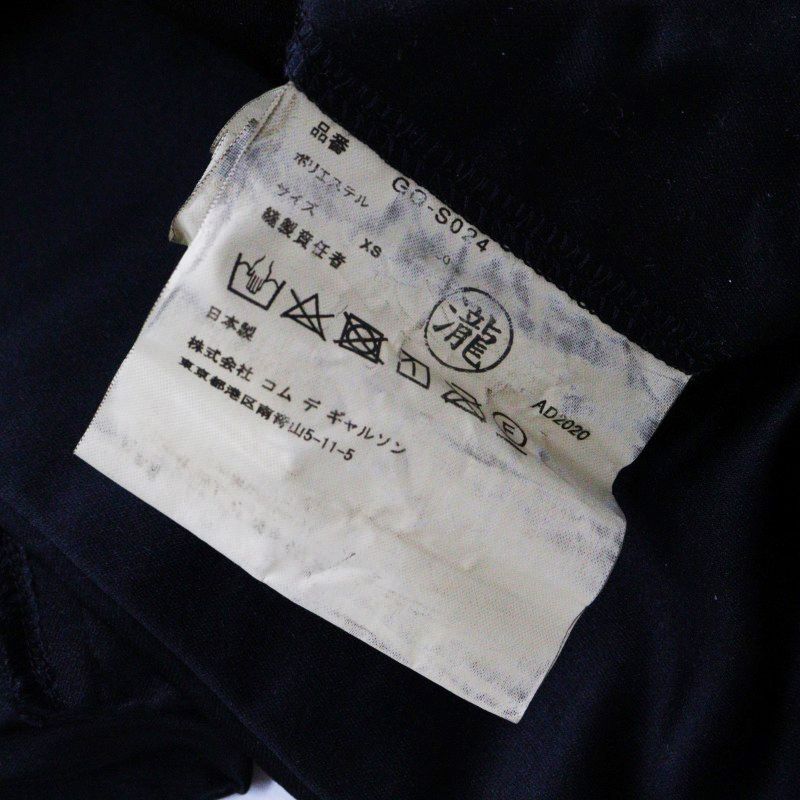 品番 GO-S024
ポリエステル
サイズ XS
縫製責任者
瀧
日本製 AD2020
株式会社 コム デ ギャルソン
東京都港区南青山5-11-5
E